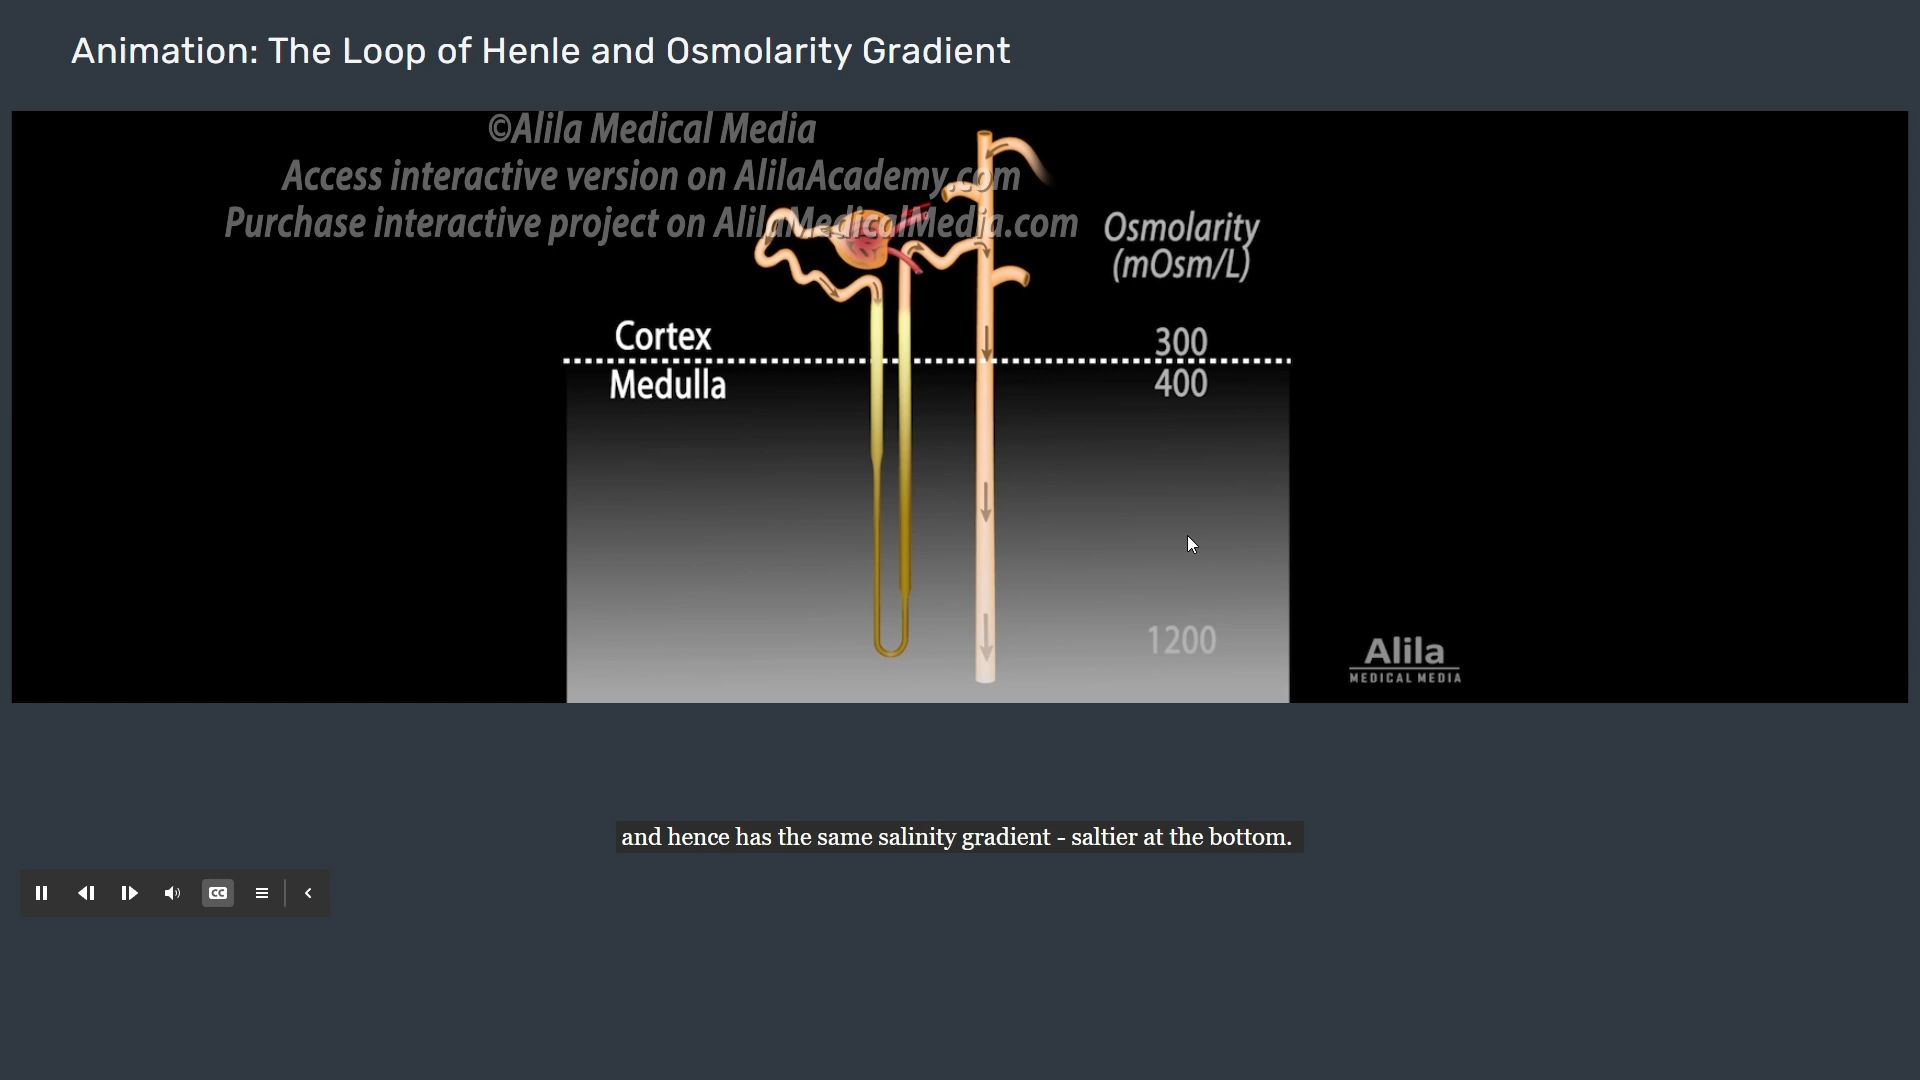 Animation: The Loop of Henle and Osmolarity Gradient
©Alila Medical Media
Access interactive version on AlilaAcademy.com
Purchase interactive project on AlilaMedicalMedia.com
Osmolarity
(mOsm/L)
Cortex
300
Medulla
400
1200
Alila
MEDICAL MEDIA
and hence has the same salinity gradient - saltier at the bottom.
CC